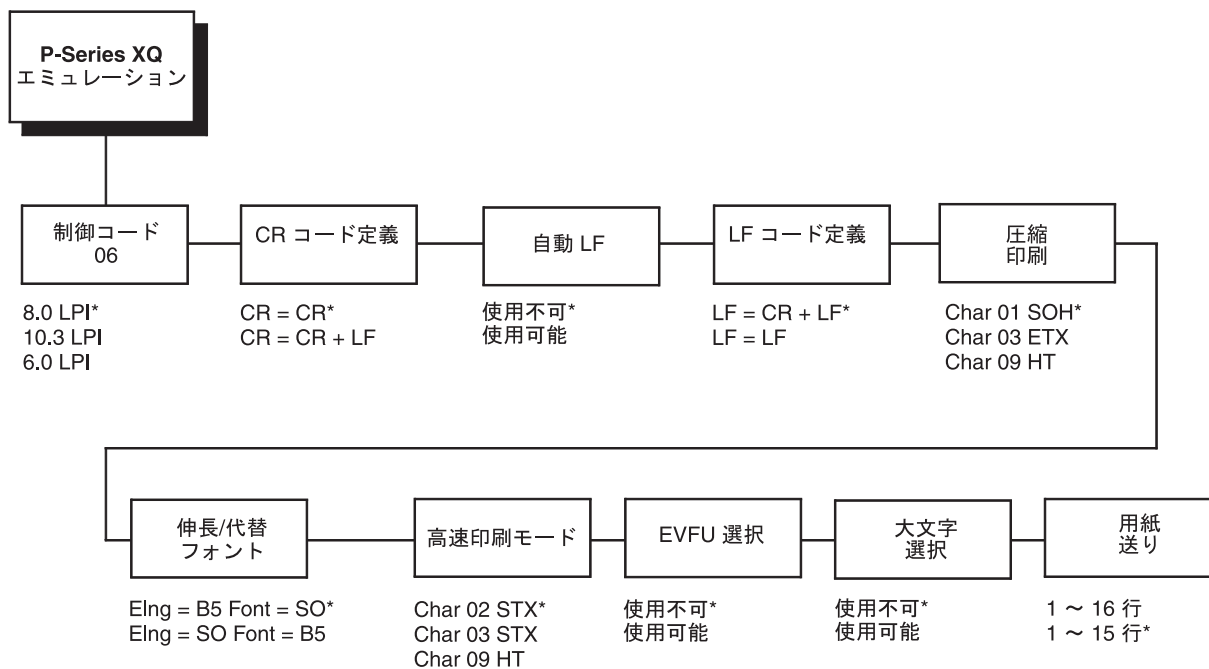 P-Series XQ
エミュレーション
制御コード
06
CR コード定義
自動 LF
LF コード定義
圧縮
印刷
8.0 LPI*
10.3 LPI
6.0 LPI
CR = CR*
CR = CR + LF
使用不可*
使用可能
LF = CR + LF*
LF = LF
Char 01 SOH*
Char 03 ETX
Char 09 HT
伸長/代替
フォント
高速印刷モード
EVFU 選択
大文字
選択
用紙
送り
Elng = B5 Font = SO*
Elng = SO Font = B5
Char 02 STX*
Char 03 STX
Char 09 HT
使用不可*
使用可能
使用不可*
使用可能
1 ～ 16 行
1 ～ 15 行*